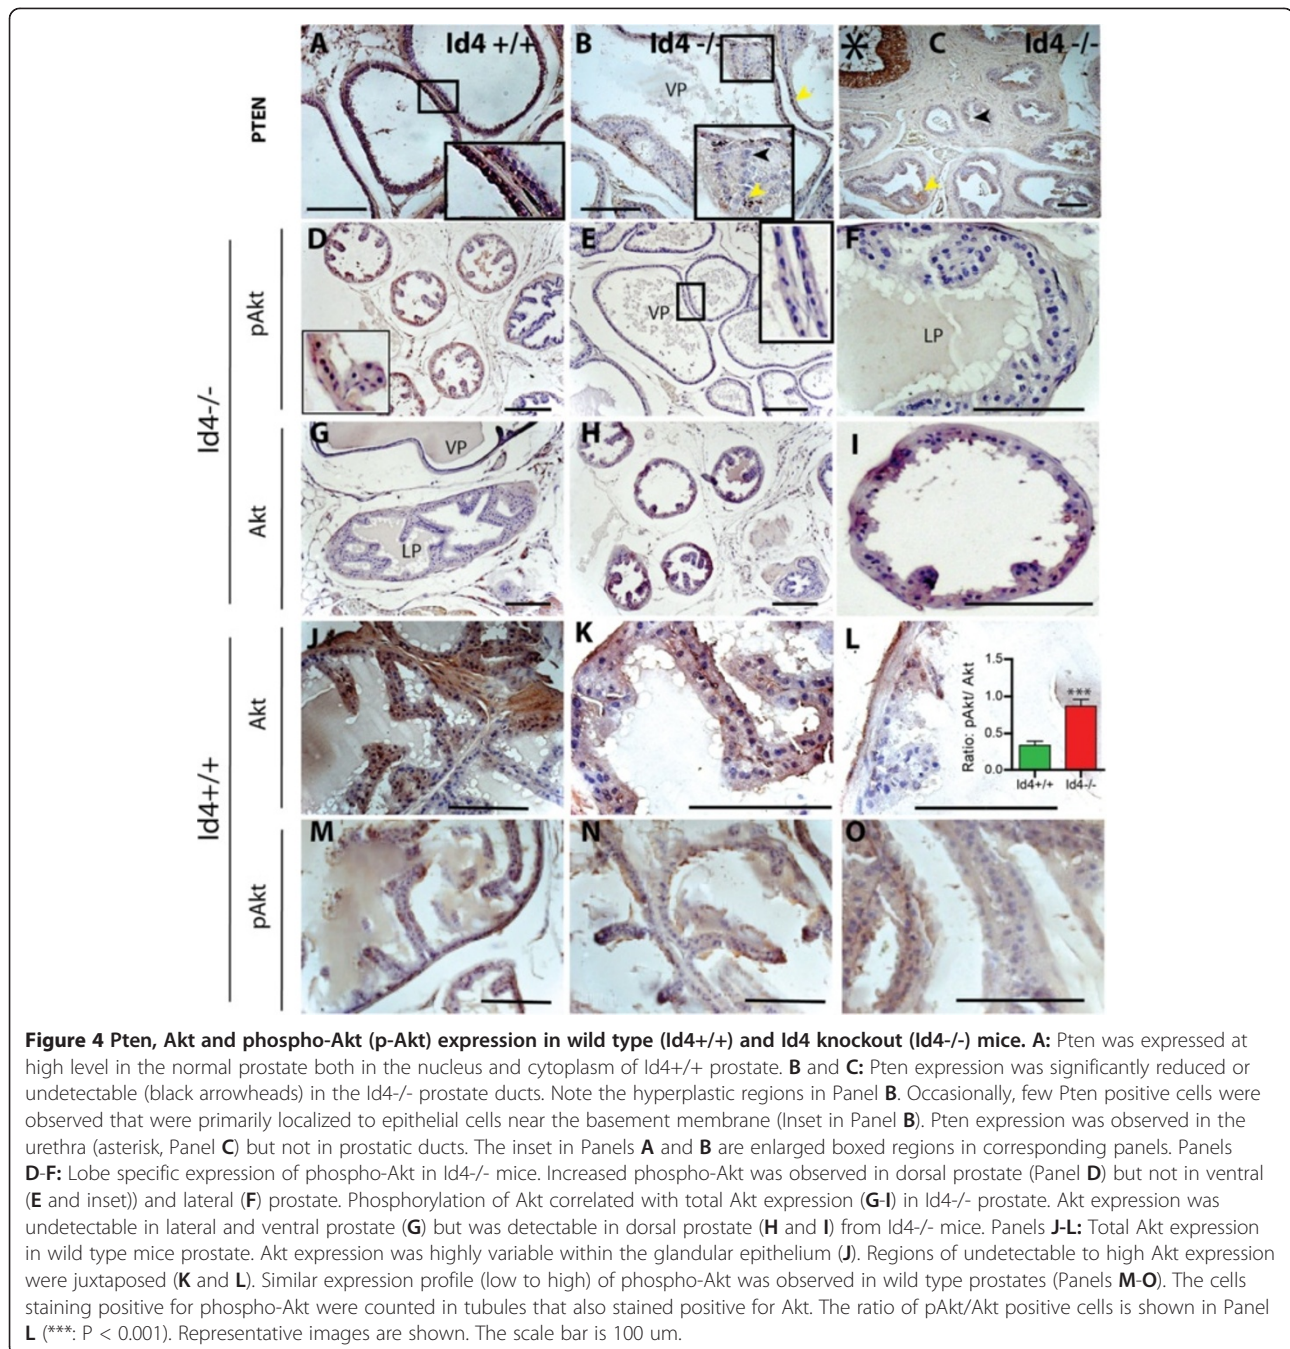 A Id4 +/+
B Id4 -/-
C Id4 -/-
*
PTEN
VP
D
E
F
pAkt
VP
LP
Id4-/-
G
H
I
Akt
VP
LP
J
K
L
Akt
1.5
1.0
0.5
0.0
Ratio: pAkt/ Akt
***
Id4+/+ Id4-/-
Id4+/+
M
N
O
pAkt
Figure 4 Pten, Akt and phospho-Akt (p-Akt) expression in wild type (Id4+/+) and Id4 knockout (Id4-/-) mice. A: Pten was expressed at
high level in the normal prostate both in the nucleus and cytoplasm of Id4+/+ prostate. B and C: Pten expression was significantly reduced or
undetectable (black arrowheads) in the Id4-/- prostate ducts. Note the hyperplastic regions in Panel B. Occasionally, few Pten positive cells were
observed that were primarily localized to epithelial cells near the basement membrane (Inset in Panel B). Pten expression was observed in the
urethra (asterisk, Panel C) but not in prostatic ducts. The inset in Panels A and B are enlarged boxed regions in corresponding panels. Panels
D-F: Lobe specific expression of phospho-Akt in Id4-/- mice. Increased phospho-Akt was observed in dorsal prostate (Panel D) but not in ventral
(E and inset)) and lateral (F) prostate. Phosphorylation of Akt correlated with total Akt expression (G-I) in Id4-/- prostate. Akt expression was
undetectable in lateral and ventral prostate (G) but was detectable in dorsal prostate (H and I) from Id4-/- mice. Panels J-L: Total Akt expression
in wild type mice prostate. Akt expression was highly variable within the glandular epithelium (J). Regions of undetectable to high Akt expression
were juxtaposed (K and L). Similar expression profile (low to high) of phospho-Akt was observed in wild type prostates (Panels M-O). The cells
staining positive for phospho-Akt were counted in tubules that also stained positive for Akt. The ratio of pAkt/Akt positive cells is shown in Panel
L (***: P < 0.001). Representative images are shown. The scale bar is 100 um.